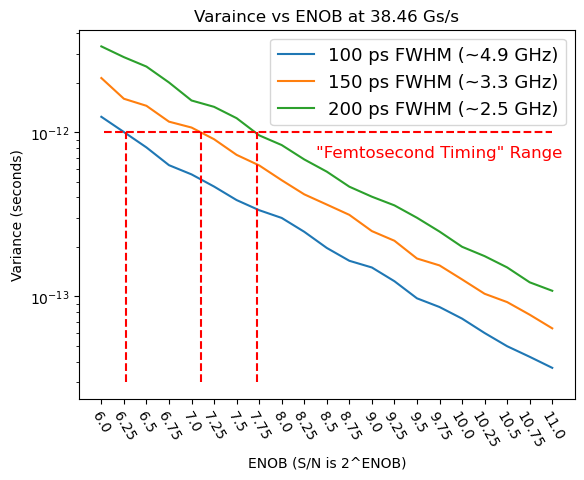 Varaince vs ENOB at 38.46 Gs/s
100 ps FWHM (~4.9 GHz)
150 ps FWHM (~3.3 GHz)
200 ps FWHM (~2.5 GHz)
10⁻¹²
"Femtosecond Timing" Range
Variance (seconds)
10⁻¹³
6.0 6.25 6.5 6.75 7.0 7.25 7.5 7.75 8.0 8.25 8.5 8.75 9.0 9.25 9.5 9.75 10.0 10.25 10.5 10.75 11.0
ENOB (S/N is 2^ENOB)